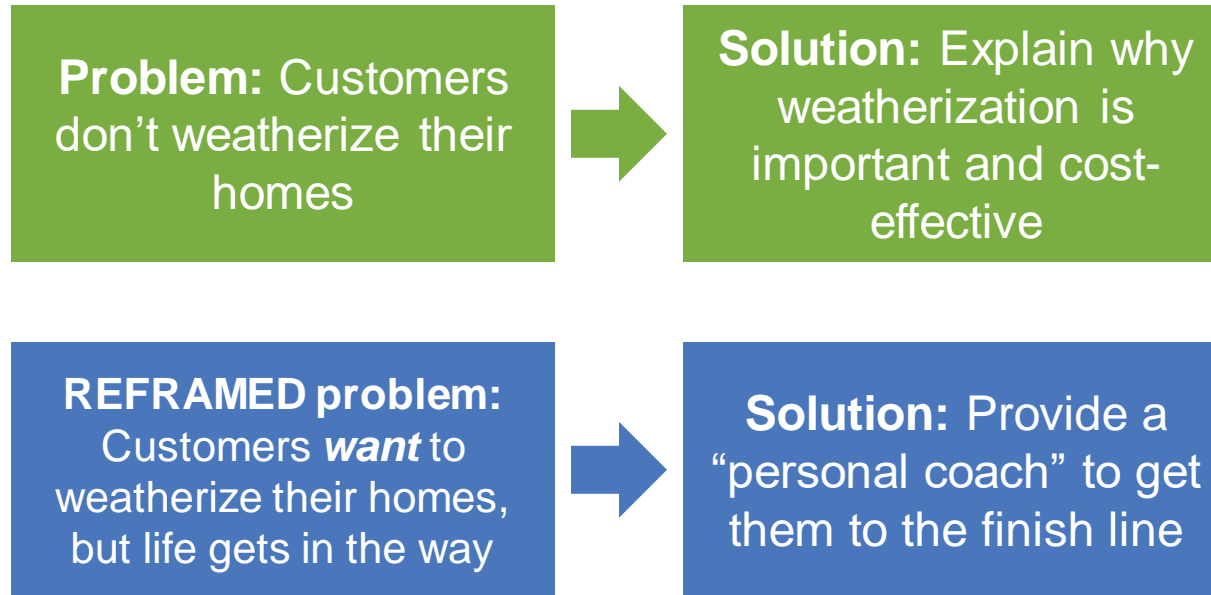 Problem: Customers
don’t weatherize their
homes
Solution: Explain why
weatherization is
important and cost-
effective
REFRAMED problem:
Customers want to
weatherize their homes,
but life gets in the way
Solution: Provide a
“personal coach” to get
them to the finish line